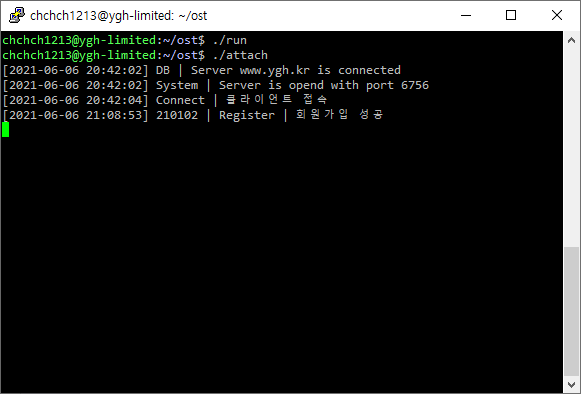 chchch1213@ygh-limited: ~/ost
chchch1213@ygh-limited:~/ost$ ./run
chchch1213@ygh-limited:~/ost$ ./attach
[2021-06-06 20:42:02] DB | Server www.ygh.kr is connected
[2021-06-06 20:42:02] System | Server is opend with port 6756
[2021-06-06 20:42:04] Connect | 클라이언트 접속
[2021-06-06 21:08:53] 210102 | Register | 회원가입 성공